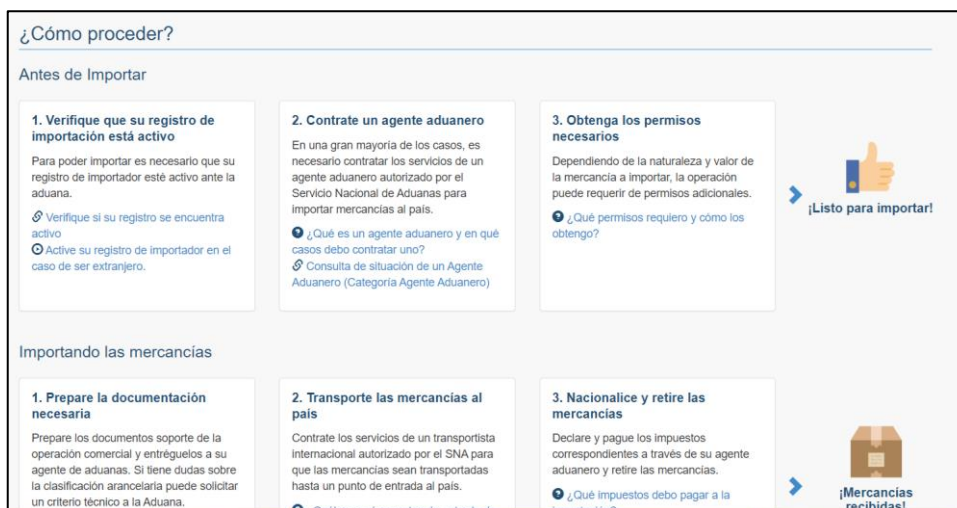 ¿Cómo proceder?
Antes de Importar
1. Verifique que su registro de
importación está activo
Para poder importar es necesario que su
registro de importador esté activo ante la
aduana.
Verifique si su registro se encuentra
activo
Active su registro de importador en el
caso de ser extranjero.
2. Contrate un agente aduanero
En una gran mayoría de los casos, es
necesario contratar los servicios de un
agente aduanero autorizado por el
Servicio Nacional de Aduanas para
importar mercancías al país.
¿Qué es un agente aduanero y en qué
casos debo contratar uno?
Consulta de situación de un Agente
Aduanero (Categoría Agente Aduanero)
3. Obtenga los permisos
necesarios
Dependiendo de la naturaleza y valor de
la mercancía a importar, la operación
puede requerir de permisos adicionales.
¿Qué permisos requiero y cómo los
obtengo?
¡Listo para importar!
Importando las mercancías
1. Prepare la documentación
necesaria
Prepare los documentos soporte de la
operación comercial y entréguelos a su
agente de aduanas. Si tiene dudas sobre
la clasificación arancelaria puede solicitar
un criterio técnico a la Aduana.
2. Transporte las mercancías al
país
Contrate los servicios de un transportista
internacional autorizado por el SNA para
que las mercancías sean transportadas
hasta un punto de entrada al país.
3. Nacionalice y retire las
mercancías
Declare y pague los impuestos
correspondientes a través de su agente
aduanero y retire las mercancías.
¿Qué impuestos debo pagar a la
¡Mercancías
recibidas!